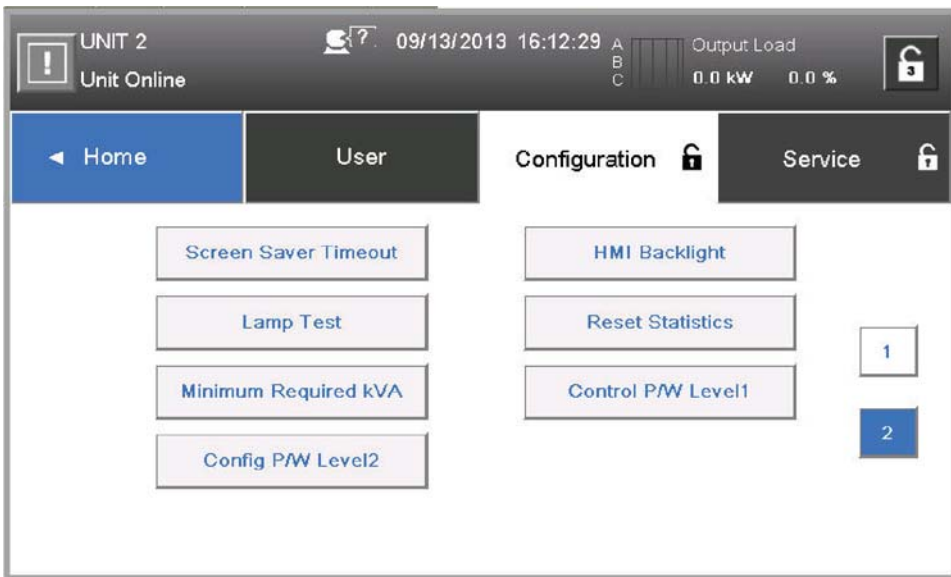 UNIT 2
Unit Online
?
09/13/2013 16:12:29
A
B
C
Output Load
0.0 kW 0.0 %
3
◄ Home
User
Configuration
Service
Screen Saver Timeout
HMI Backlight
Lamp Test
Reset Statistics
1
Minimum Required kVA
Control P/W Level1
2
Config P/W Level2